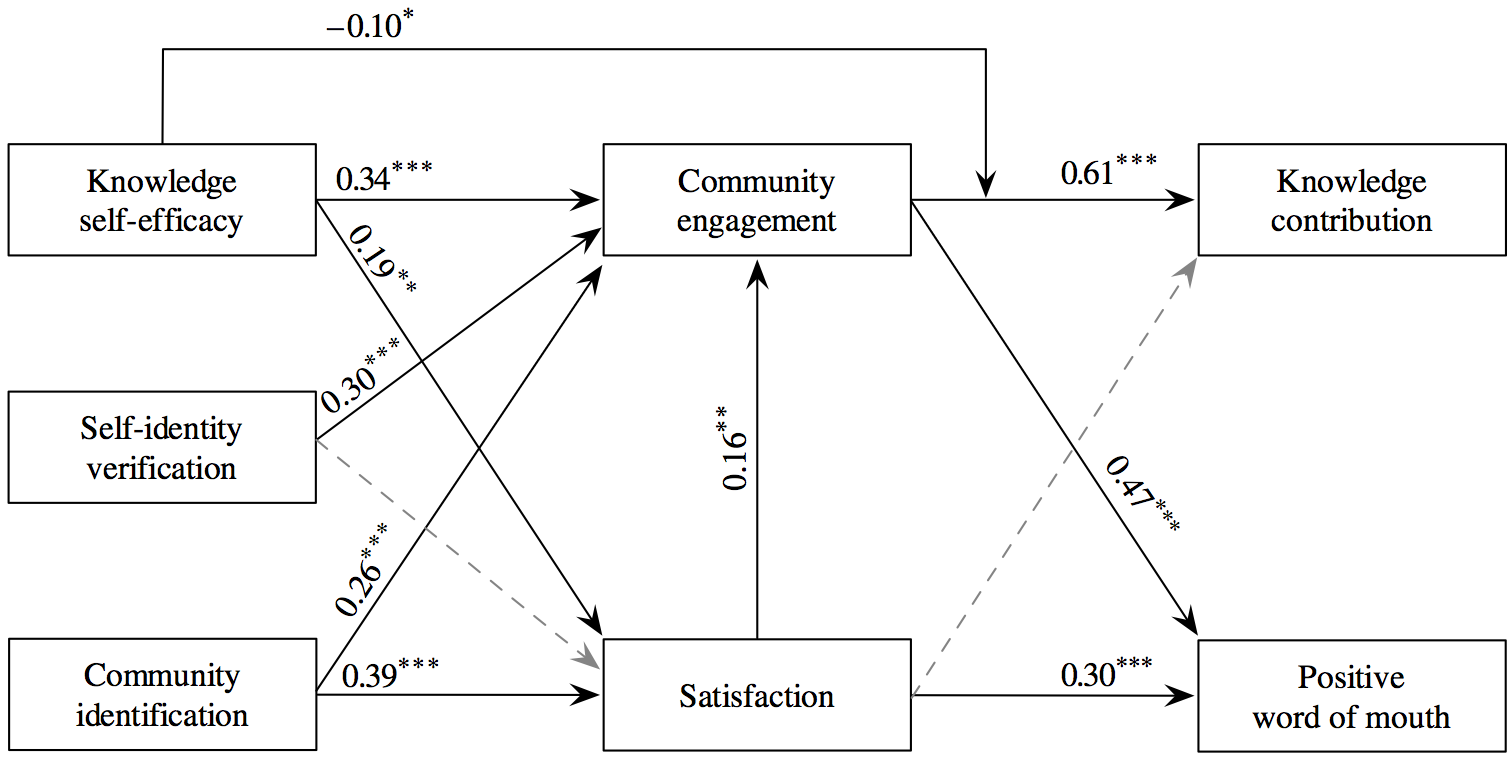 −0.10*
Knowledge
self-efficacy
0.34***
Community
engagement
0.61***
Knowledge
contribution
0.19**
0.30***
Self-identity
verification
0.16**
0.47***
0.26***
Community
identification
0.39***
Satisfaction
0.30***
Positive
word of mouth